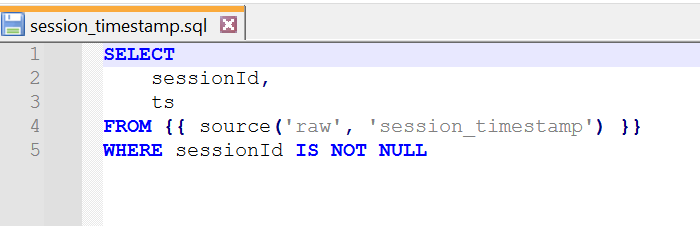 session_timestamp.sql
1 SELECT
2     sessionId,
3     ts
4 FROM {{ source('raw', 'session_timestamp') }}
5 WHERE sessionId IS NOT NULL